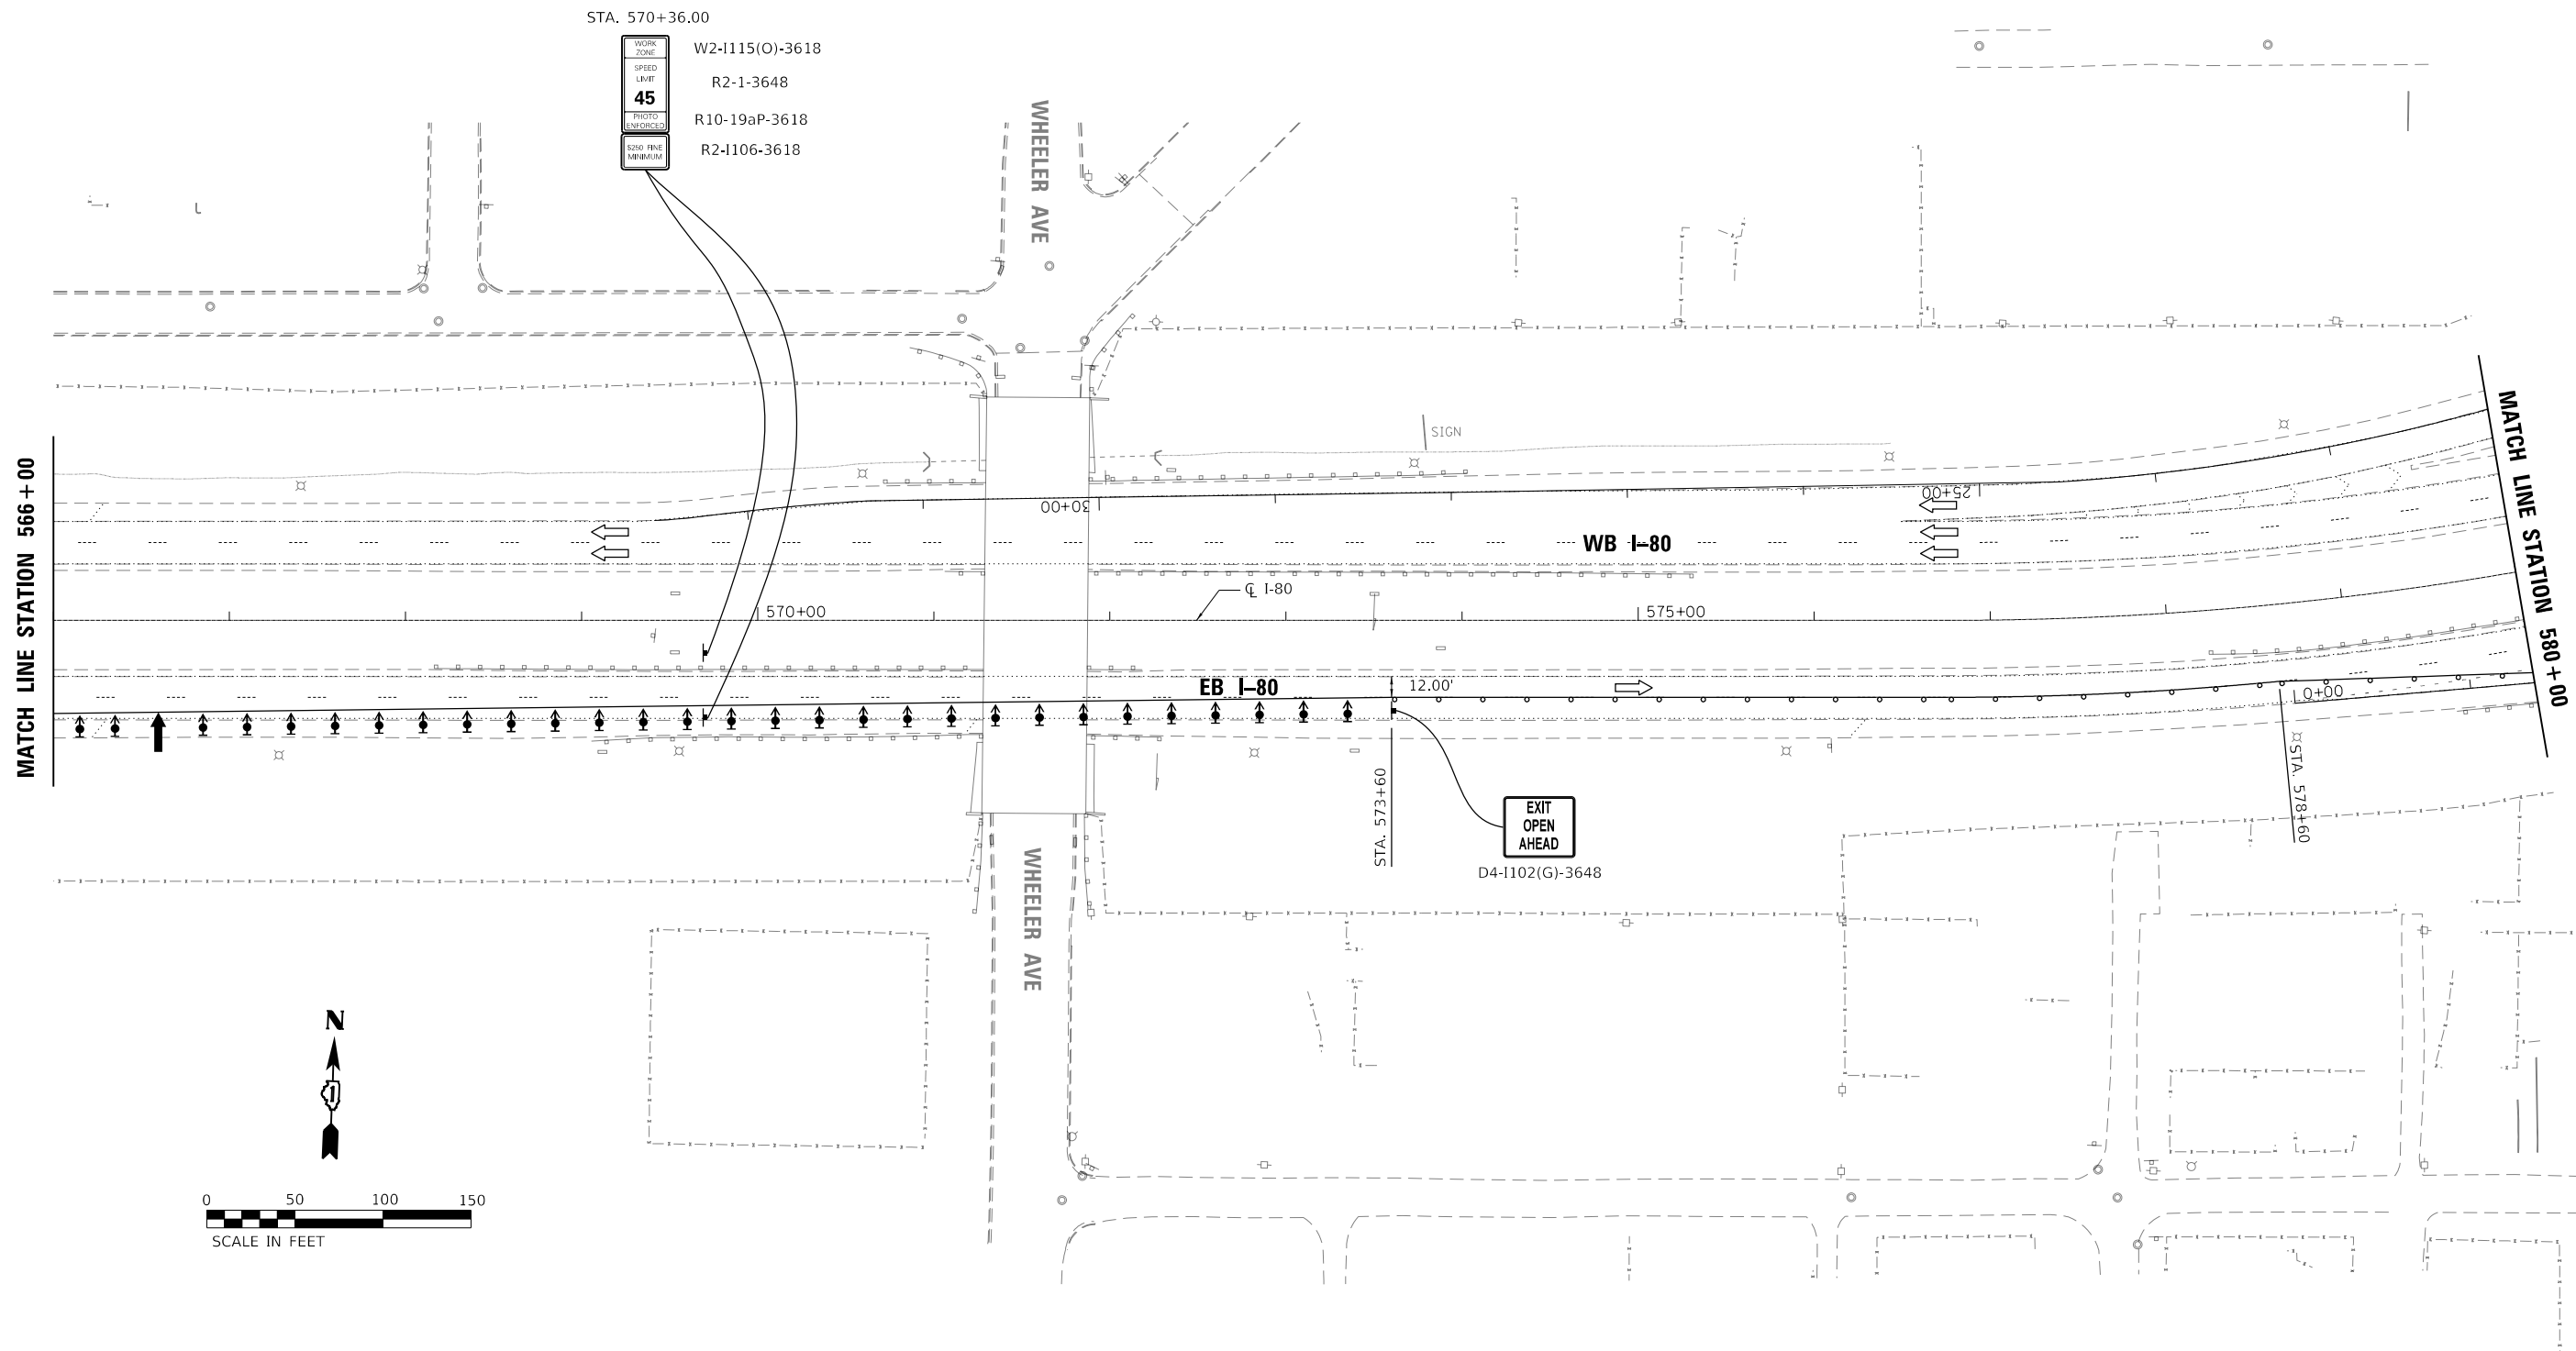 STA. 570+36.00
WORK
ZONE
SPEED
LIMIT
45
PHOTO
ENFORCED
$250 FINE
MINIMUM
W2-I115(O)-3618
R2-1-3648
R10-19aP-3618
R2-I106-3618
WHEELER AVE
SIGN
MATCH LINE STATION 566+00
MATCH LINE STATION 580+00
30+00
25+00
WB I-80
570+00
℄ I-80
575+00
EB I-80
12.00'
0+00
STA. 573+60
STA. 578+60
EXIT
OPEN
AHEAD
D4-I102(G)-3648
WHEELER AVE
N
1
0 50 100 150
SCALE IN FEET